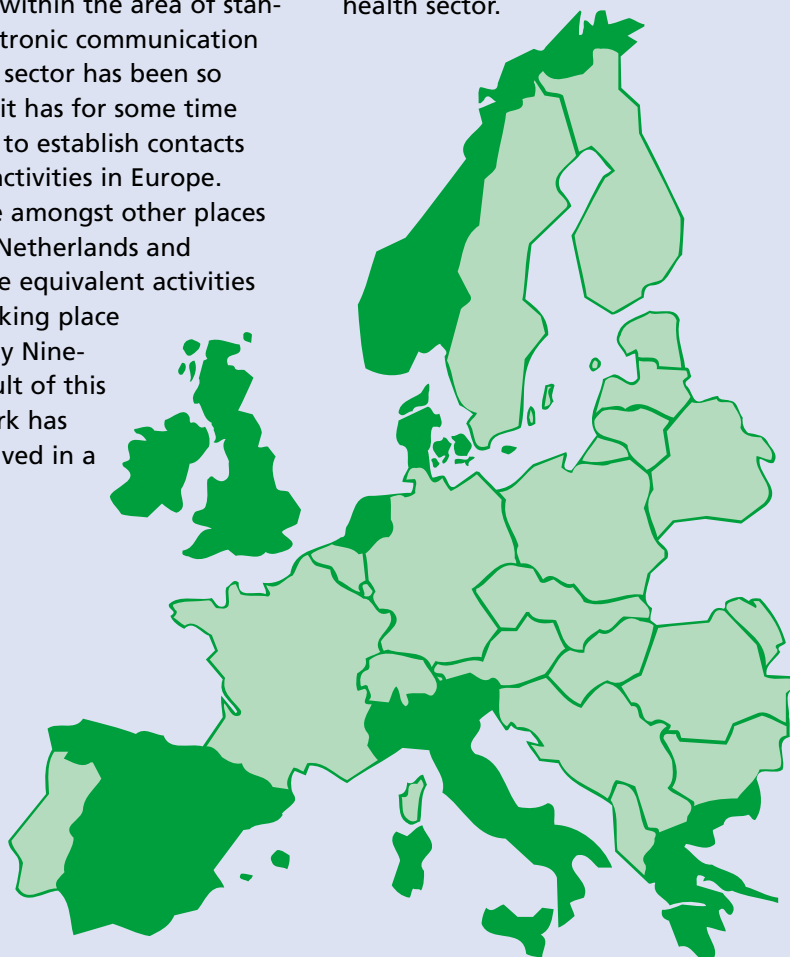 within the area of stan-
tronic communication
sector has been so
it has for some time
to establish contacts
activities in Europe.
amongst other places
Netherlands and
e equivalent activities
king place
y Nine-
ult of this
rk has
ved in a
health sector.